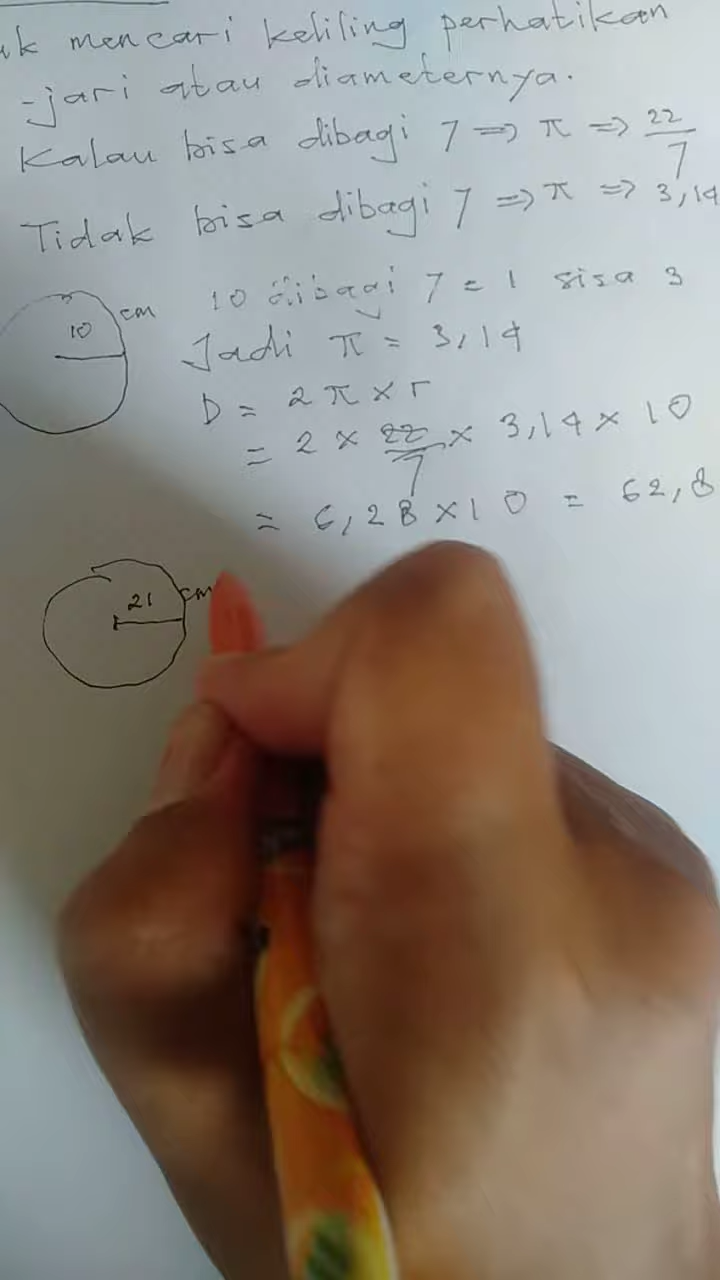 uk mencari keliling perhatikan
-jari atau diameternya.
Kalau bisa dibagi 7 => π => 22/7
Tidak bisa dibagi 7 => π => 3,14
10 cm
10 dibagi 7 = 1 sisa 3
Jadi π = 3,14
D = 2 π x r
= 2 x 22/7 x 3,14 x 10
= 6,28 x 10 = 62,8
21 cm